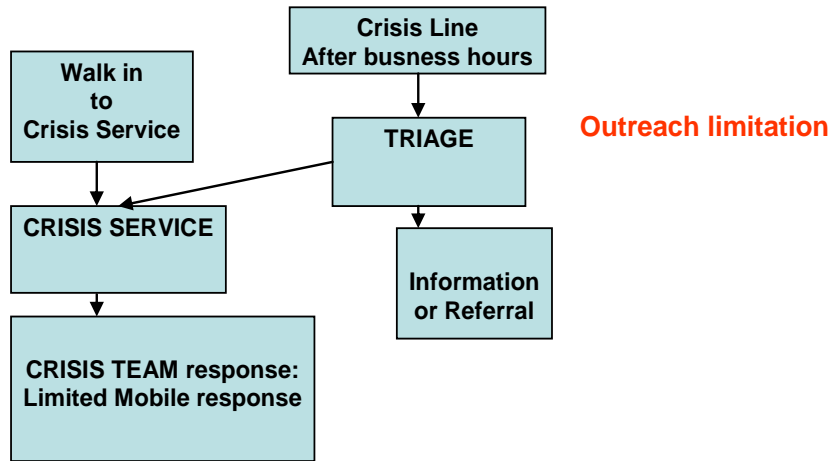 Crisis Line
After busness hours
Walk in
to
Crisis Service
TRIAGE
Outreach limitation
CRISIS SERVICE
Information
or Referral
CRISIS TEAM response:
Limited Mobile response